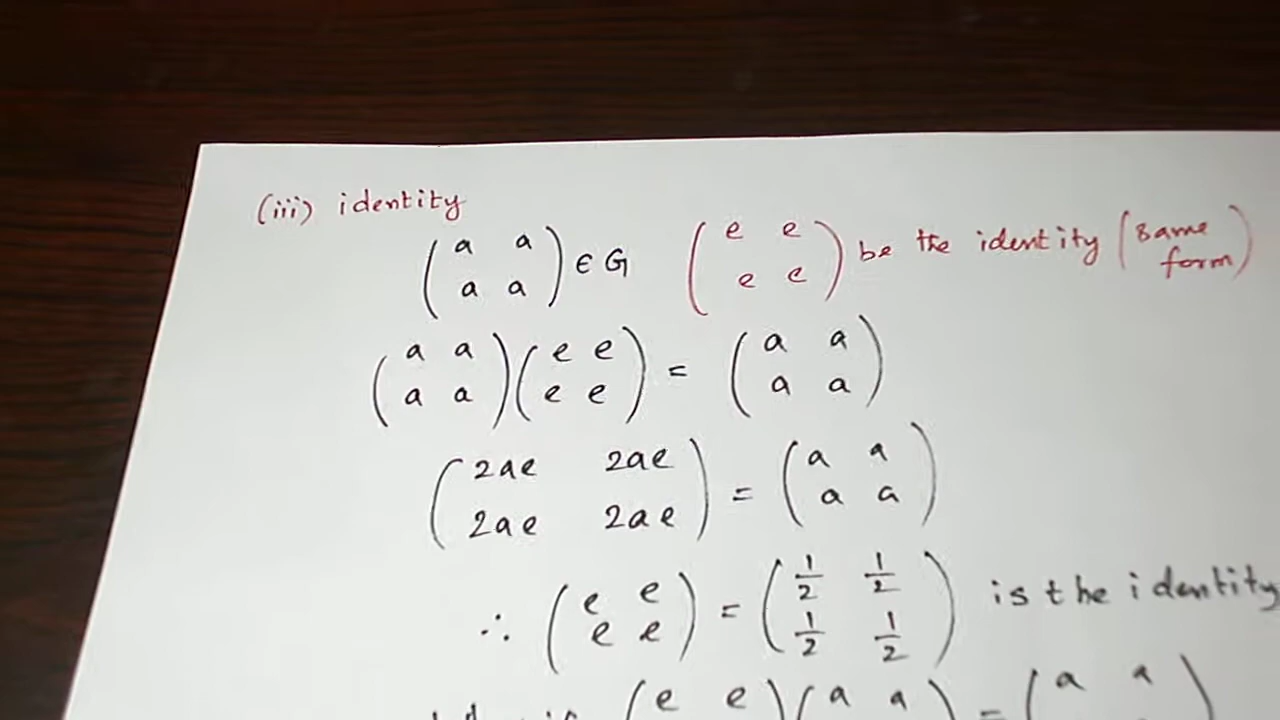 (iii) identity
( a a ) ∈ G ( e e ) be the identity ( same )
( a a ) ( e e ) ( form )
( a a ) ( e e ) = ( a a )
( a a ) ( e e ) ( a a )
( 2ae 2ae ) = ( a a )
( 2ae 2ae ) ( a a )
∴ ( e e ) = ( 1/2 1/2 ) is the identity
( e e ) ( 1/2 1/2 )
( e e ) ( a a ) = ( a a )